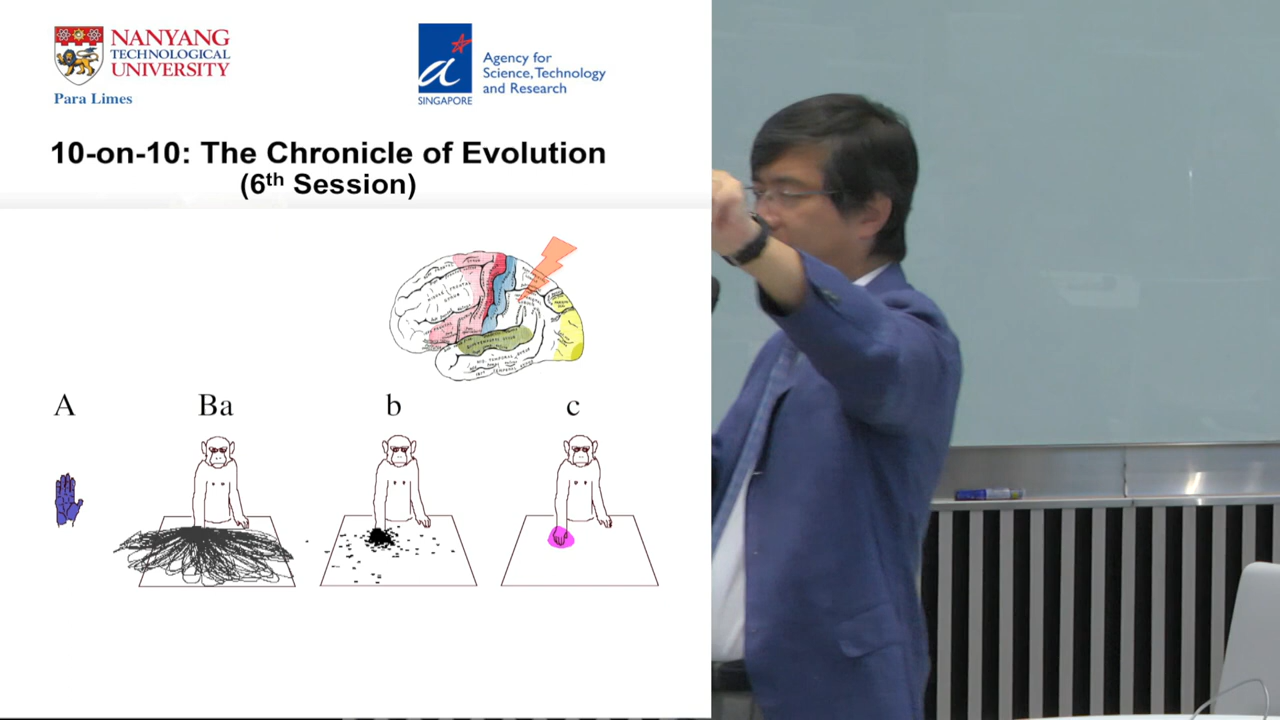 NANYANG
TECHNOLOGICAL
UNIVERSITY
Para Limes
SINGAPORE
Agency for
Science, Technology
and Research
10-on-10: The Chronicle of Evolution
(6th Session)
A
Ba
b
c